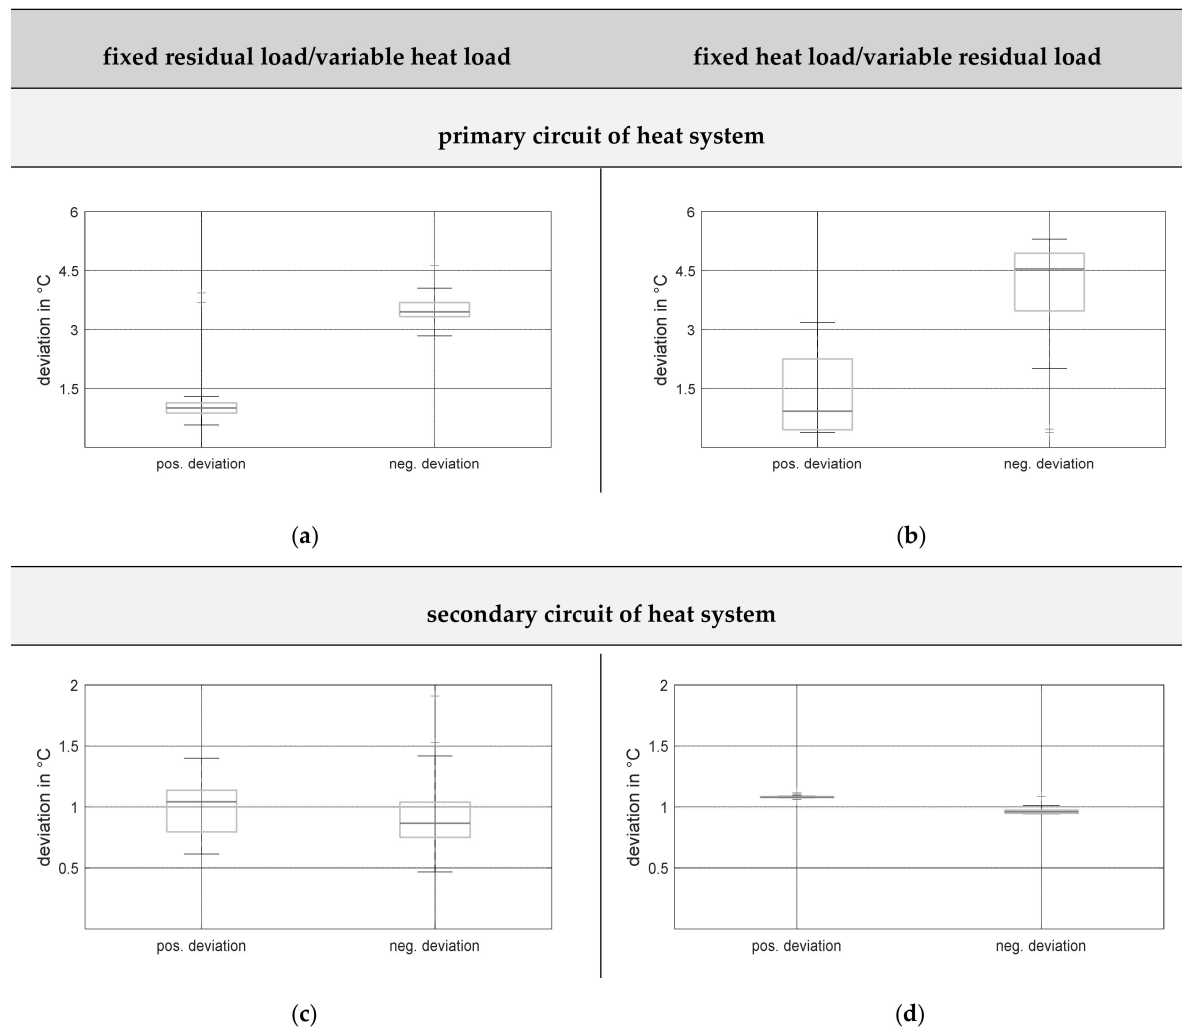 fixed residual load/variable heat load
fixed heat load/variable residual load
primary circuit of heat system
6
4.5
3
1.5
deviation in °C
pos. deviation
neg. deviation
(a)
6
4.5
3
1.5
deviation in °C
pos. deviation
neg. deviation
(b)
secondary circuit of heat system
2
1.5
1
0.5
deviation in °C
pos. deviation
neg. deviation
(c)
2
1.5
1
0.5
deviation in °C
pos. deviation
neg. deviation
(d)